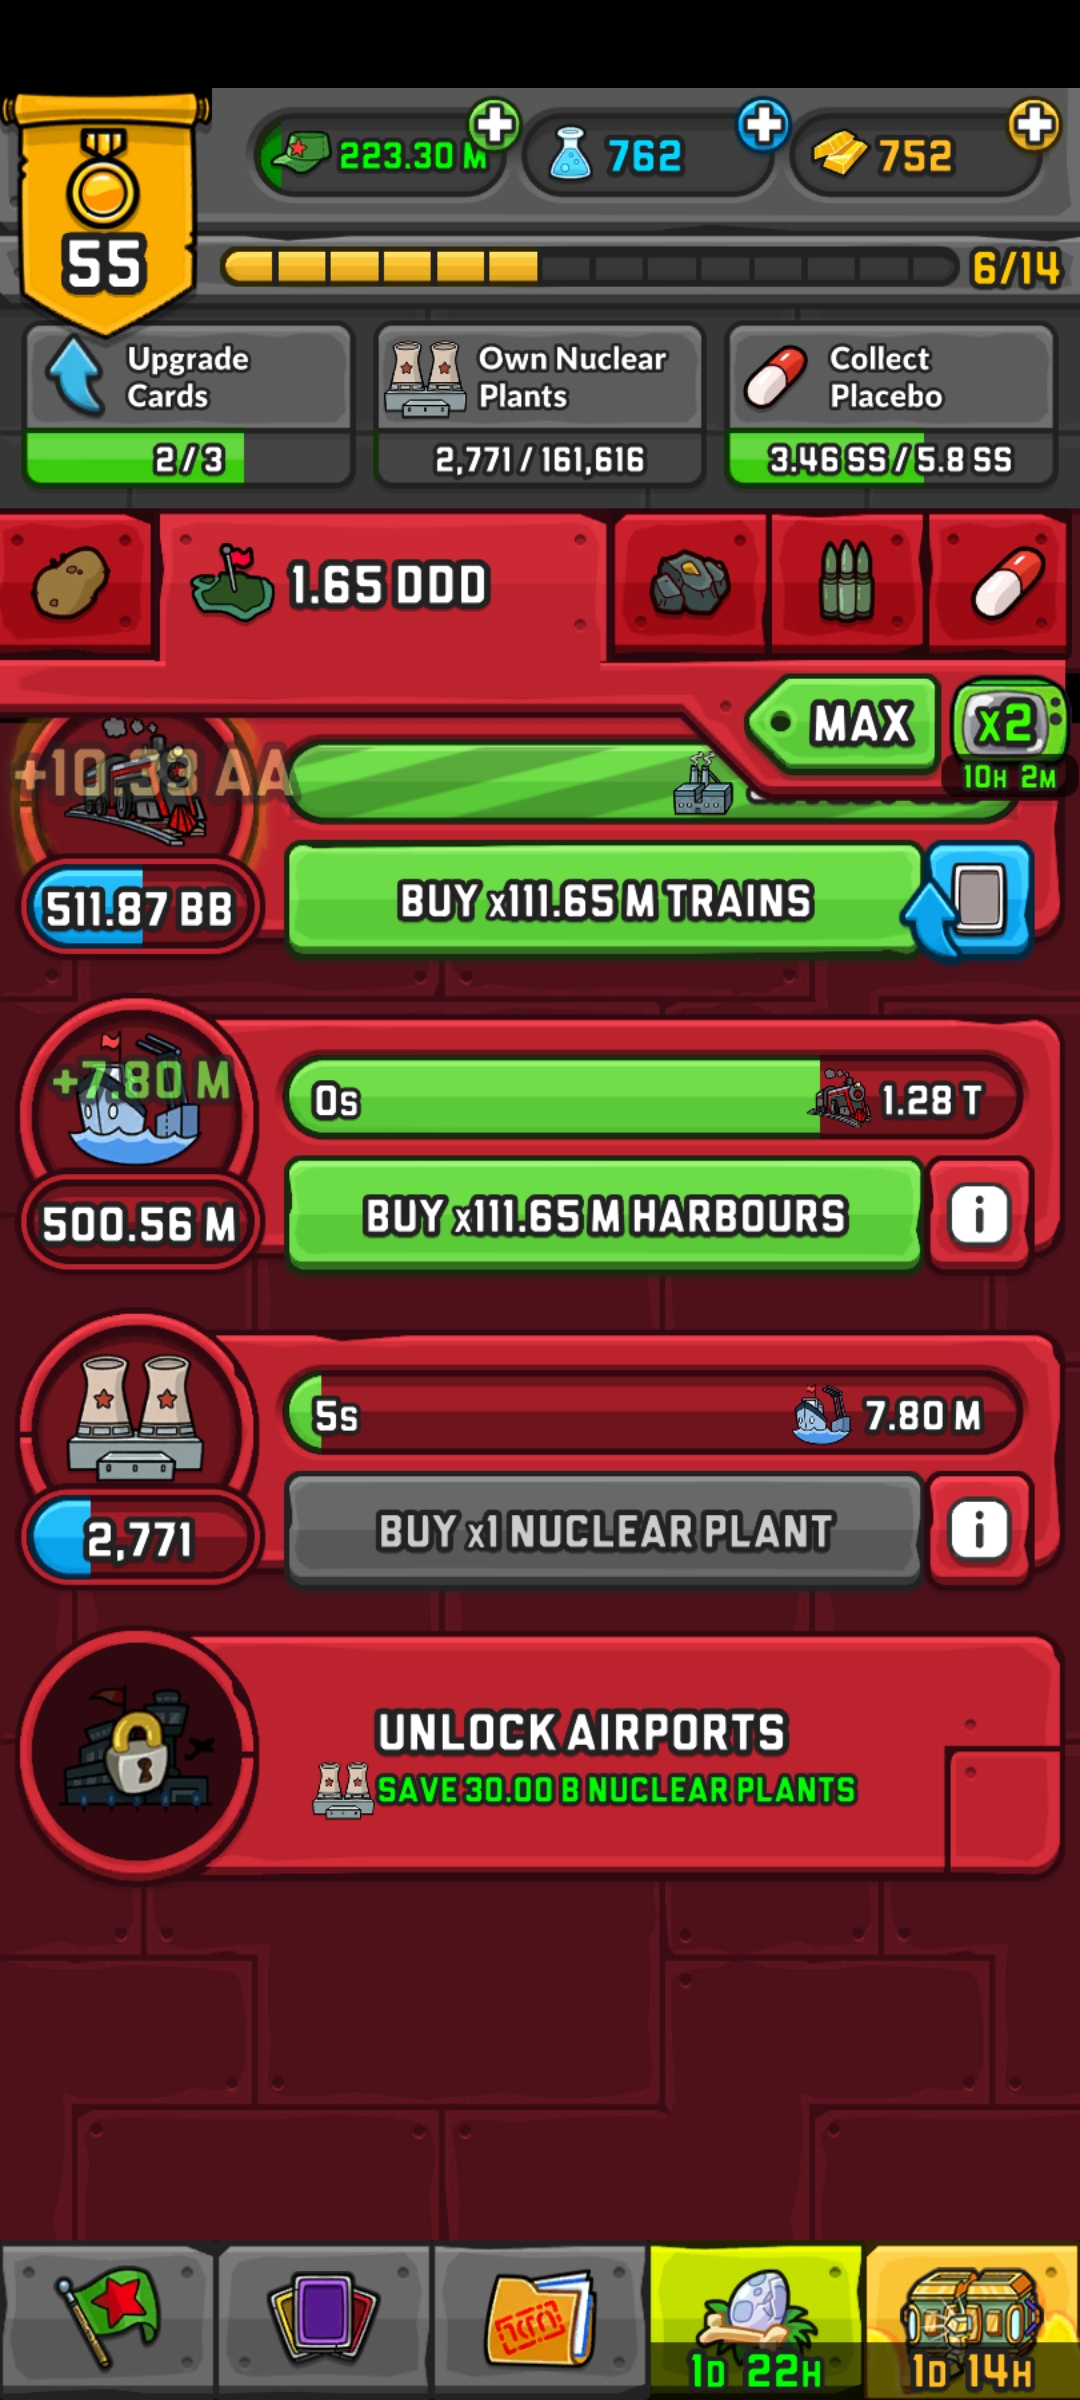 55
223.30 M
762
752
6/14
Upgrade
Cards
2/3
Own Nuclear
Plants
2,771/161,616
Collect
Placebo
3.46 SS/5.8 SS
1.65 DDD
MAX
x2
10H 2M
+10.33 AA
511.87 BB
BUY x111.65 M TRAINS
+7.80 M
0s
1.28 T
500.56 M
BUY x111.65 M HARBOURS
i
5s
7.80 M
2,771
BUY x1 NUCLEAR PLANT
i
UNLOCK AIRPORTS
SAVE 30.00 B NUCLEAR PLANTS
1D 22H
1D 14H